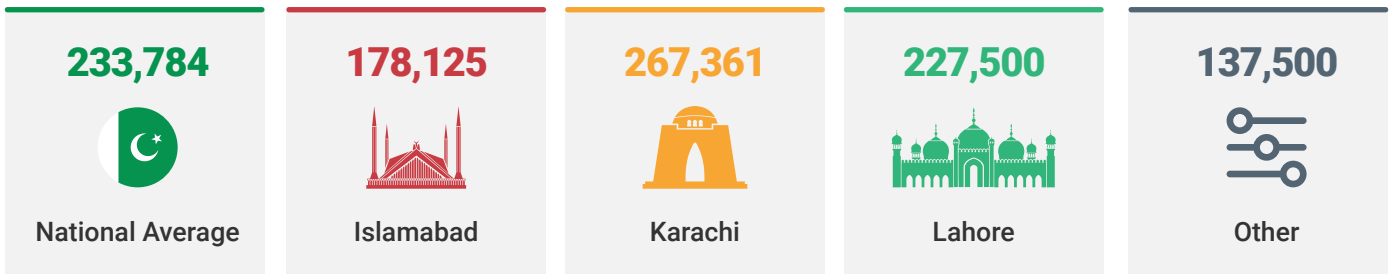 233,784
National Average
178,125
Islamabad
267,361
Karachi
227,500
Lahore
137,500
Other